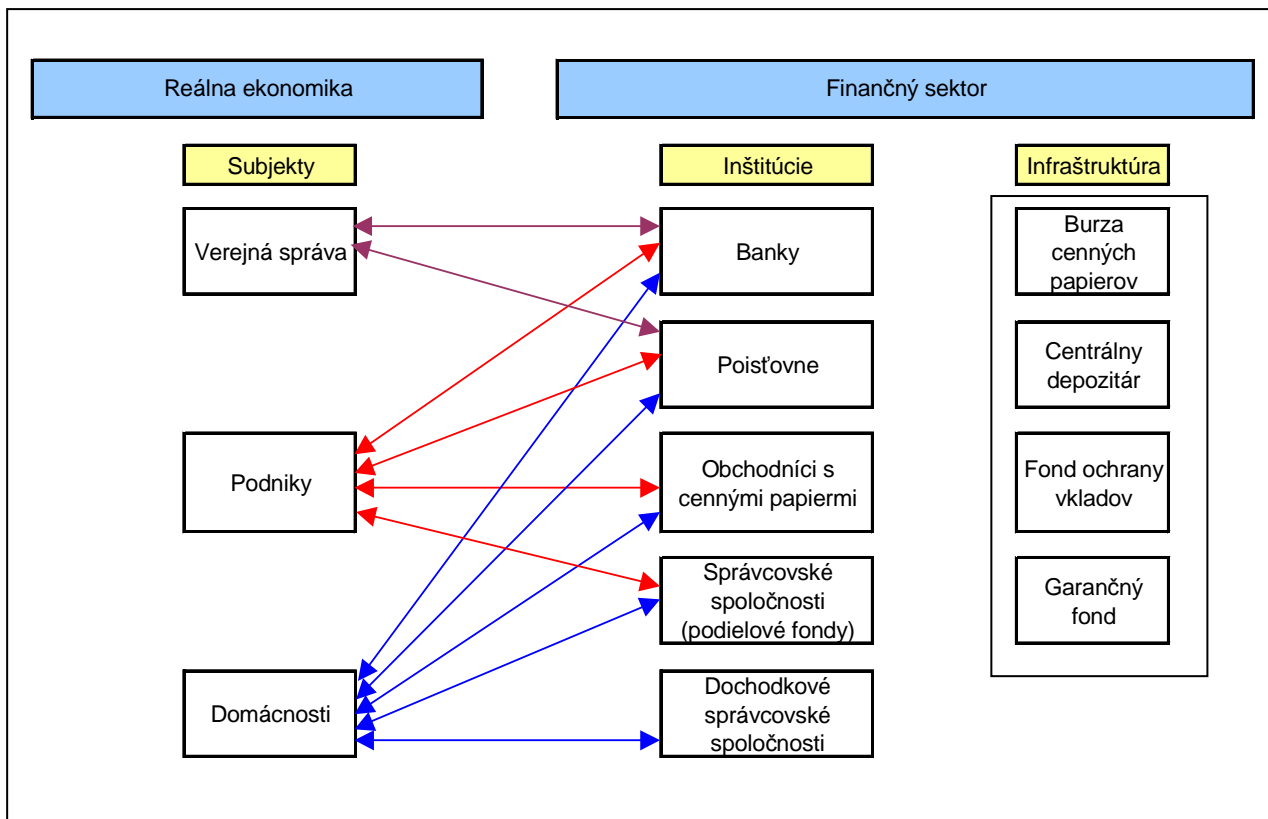 Reálna ekonomika
Finančný sektor
Subjekty
Inštitúcie
Infraštruktúra
Verejná správa
Banky
Burza
cenných
papierov
Poisťovne
Centrálny
depozitár
Podniky
Obchodníci s
cennými papiermi
Fond ochrany
vkladov
Správcovské
spoločnosti
(podielové fondy)
Garančný
fond
Domácnosti
Dochodkové
správcovské
spoločnosti